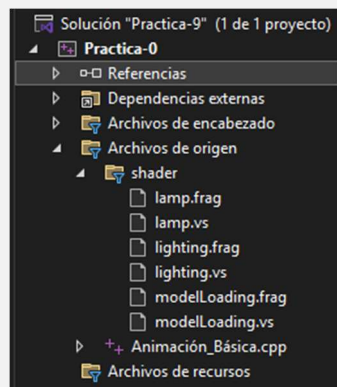 Solución "Practica-9" (1 de 1 proyecto)
Practica-0
Referencias
Dependencias externas
Archivos de encabezado
Archivos de origen
shader
lamp.frag
lamp.vs
lighting.frag
lighting.vs
modelLoading.frag
modelLoading.vs
Animación_Básica.cpp
Archivos de recursos